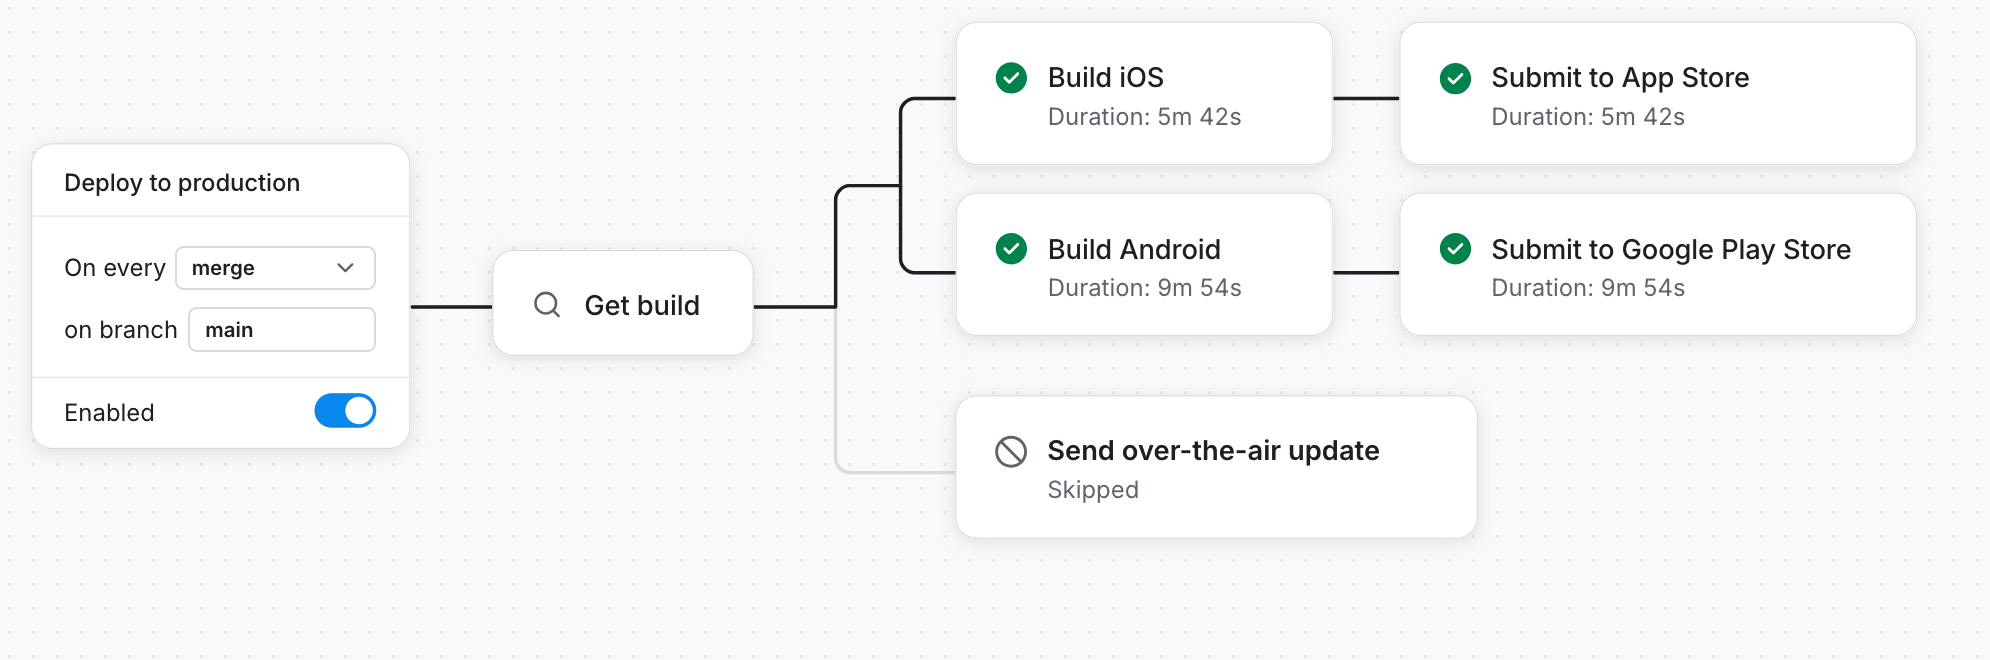 Deploy to production
On every merge
on branch main
Enabled
Get build
Build iOS
Duration: 5m 42s
Submit to App Store
Duration: 5m 42s
Build Android
Duration: 9m 54s
Submit to Google Play Store
Duration: 9m 54s
Send over-the-air update
Skipped